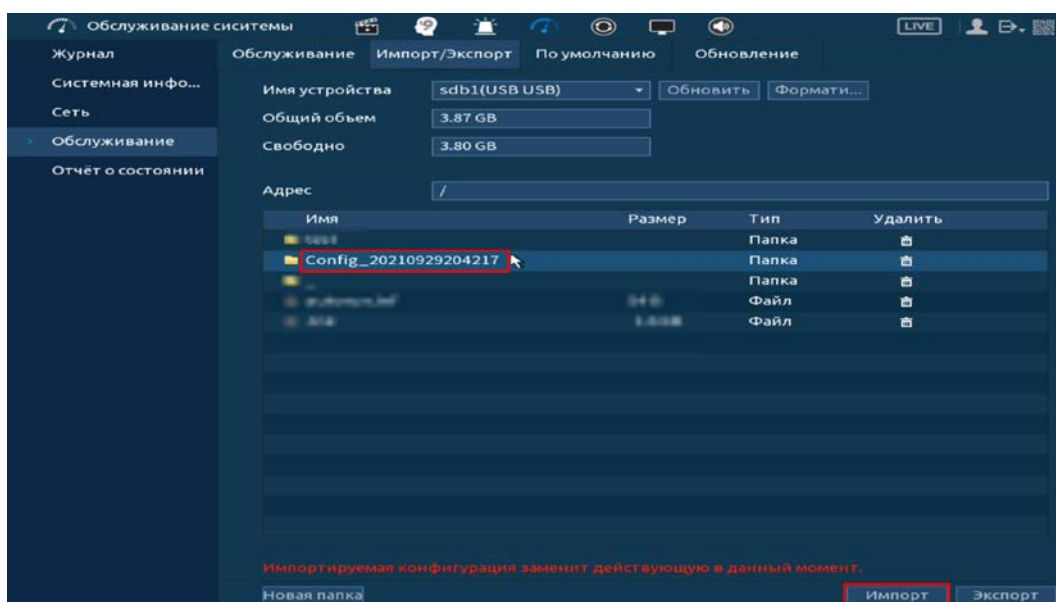 Обслуживание сиситемы LIVE
Журнал Обслуживание Импорт/Экспорт По умолчанию Обновление
Системная инфо... Имя устройства sdb1(USB USB) Обновить Формати...
Сеть Общий объем 3.87 GB
Обслуживание Свободно 3.80 GB
Отчёт о состоянии
Адрес /
Имя Размер Тип Удалить
Папка
Config_20210929204217 Папка
Папка
Файл
Файл
Импортируемая конфигурация заменит действующую в данный момент.
Новая папка Импорт Экспорт